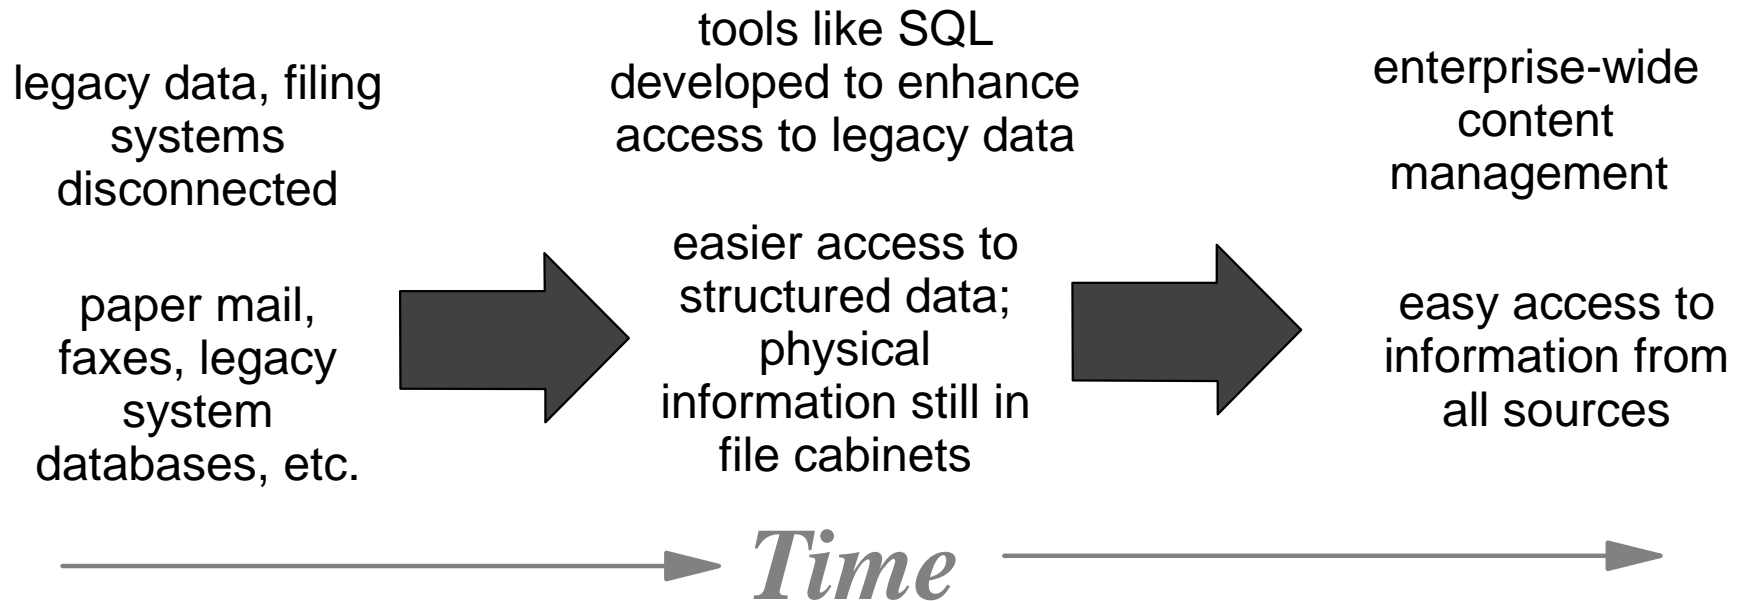 legacy data, filing
systems
disconnected
paper mail,
faxes, legacy
system
databases, etc.
tools like SQL
developed to enhance
access to legacy data
easier access to
structured data;
physical
information still in
file cabinets
enterprise-wide
content
management
easy access to
information from
all sources
Time